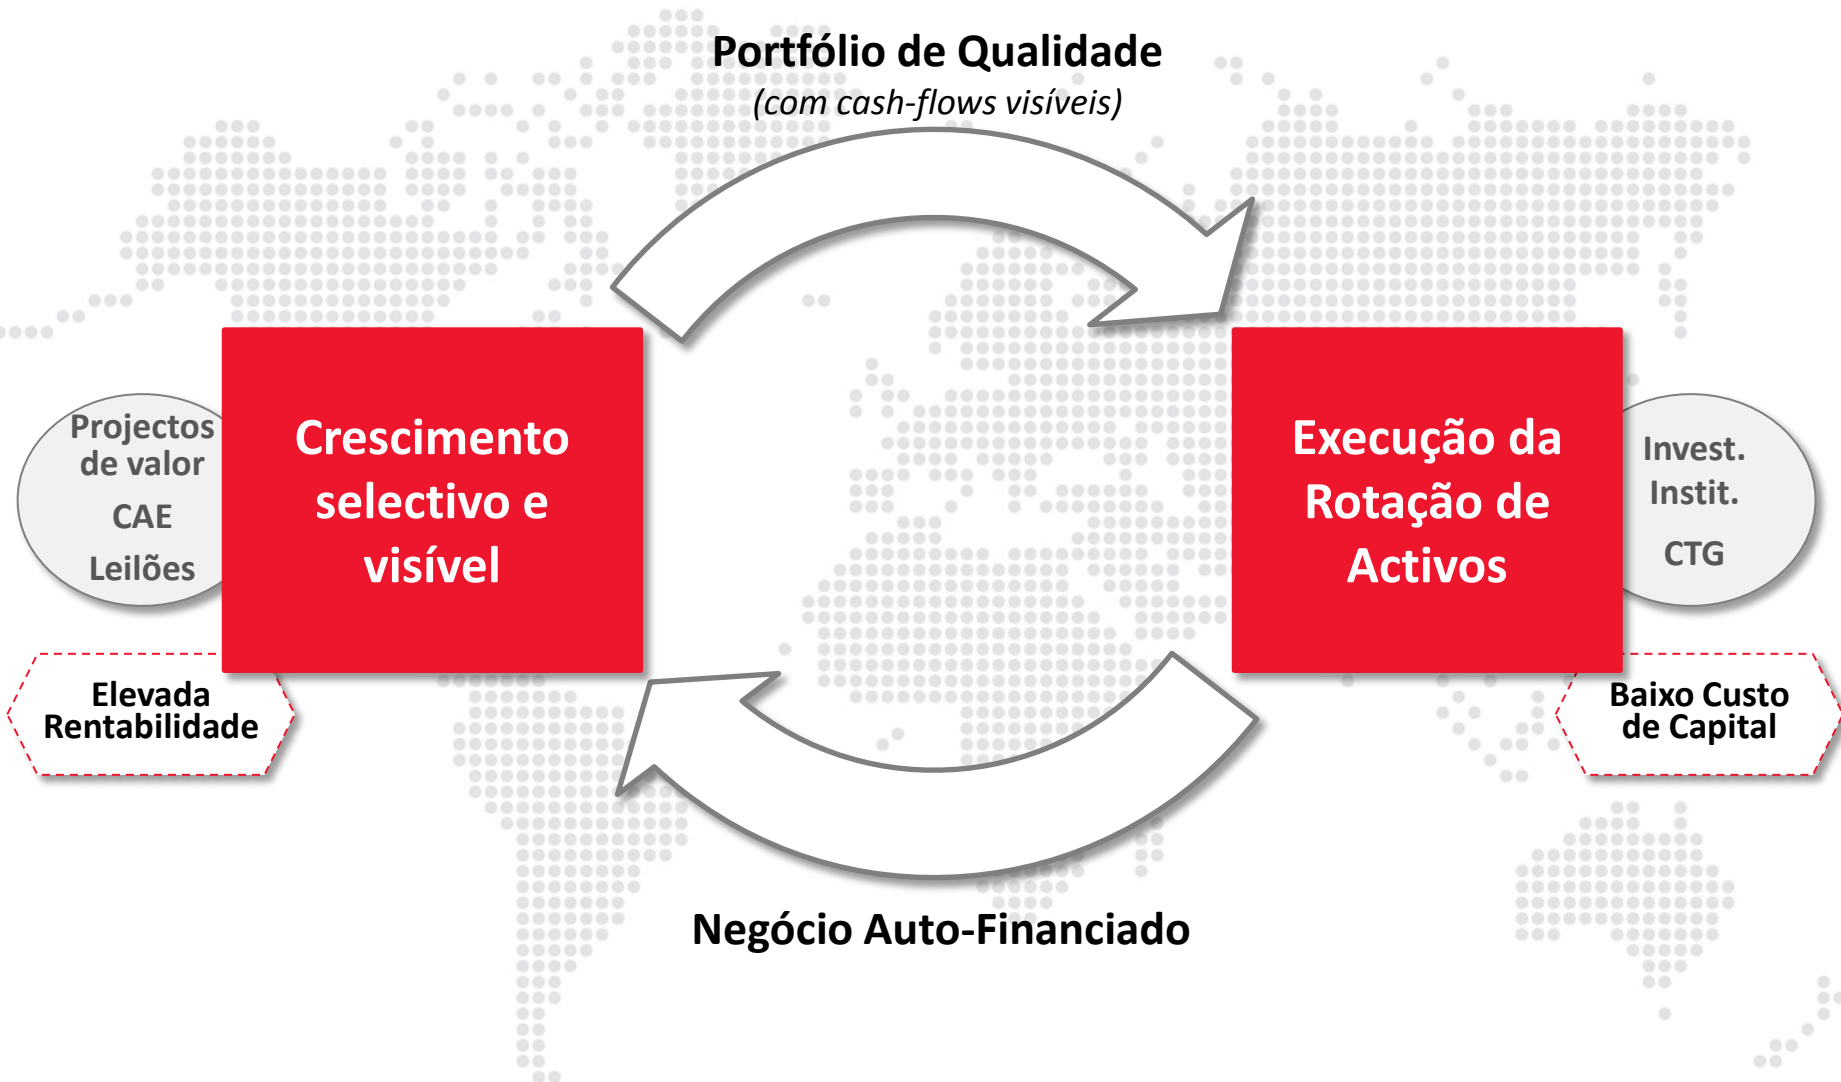 Portfólio de Qualidade
(com cash-flows visíveis)
Projectos
de valor
CAE
Leilões
Crescimento
selectivo e
visível
Execução da
Rotação de
Activos
Invest.
Instit.
CTG
Elevada
Rentabilidade
Baixo Custo
de Capital
Negócio Auto-Financiado